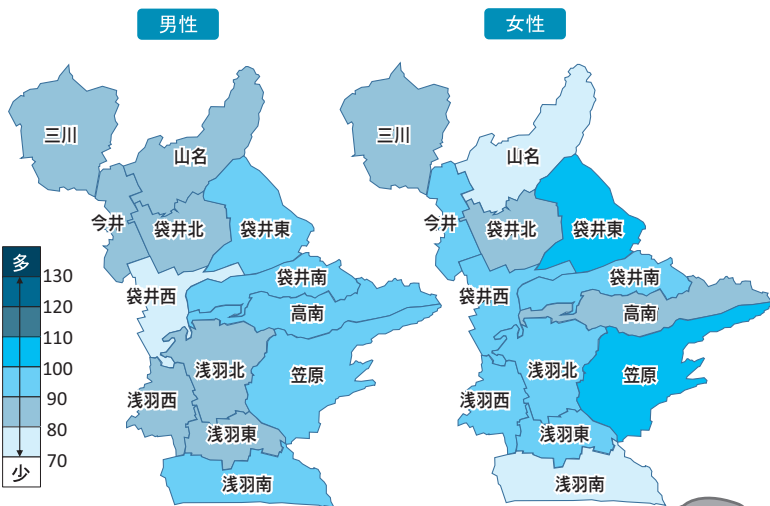 男性
女性
三川
山名
今井
袋井北
袋井東
袋井西
袋井南
高南
浅羽北
笠原
浅羽西
浅羽東
浅羽南
三川
山名
今井
袋井北
袋井東
袋井西
袋井南
高南
浅羽北
笠原
浅羽西
浅羽東
浅羽南
多
130
120
110
100
90
80
70
少